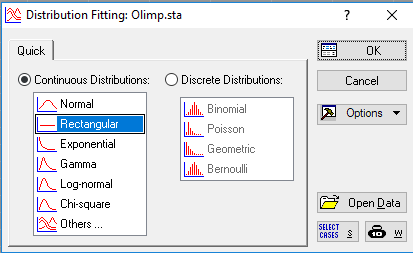 Distribution Fitting: Olimp.sta
Quick
Continuous Distributions:
Discrete Distributions:
Normal
Rectangular
Exponential
Gamma
Log-normal
Chi-square
Others ...
Binomial
Poisson
Geometric
Bernoulli
OK
Cancel
Options
Open Data
SELECT CASES S
W